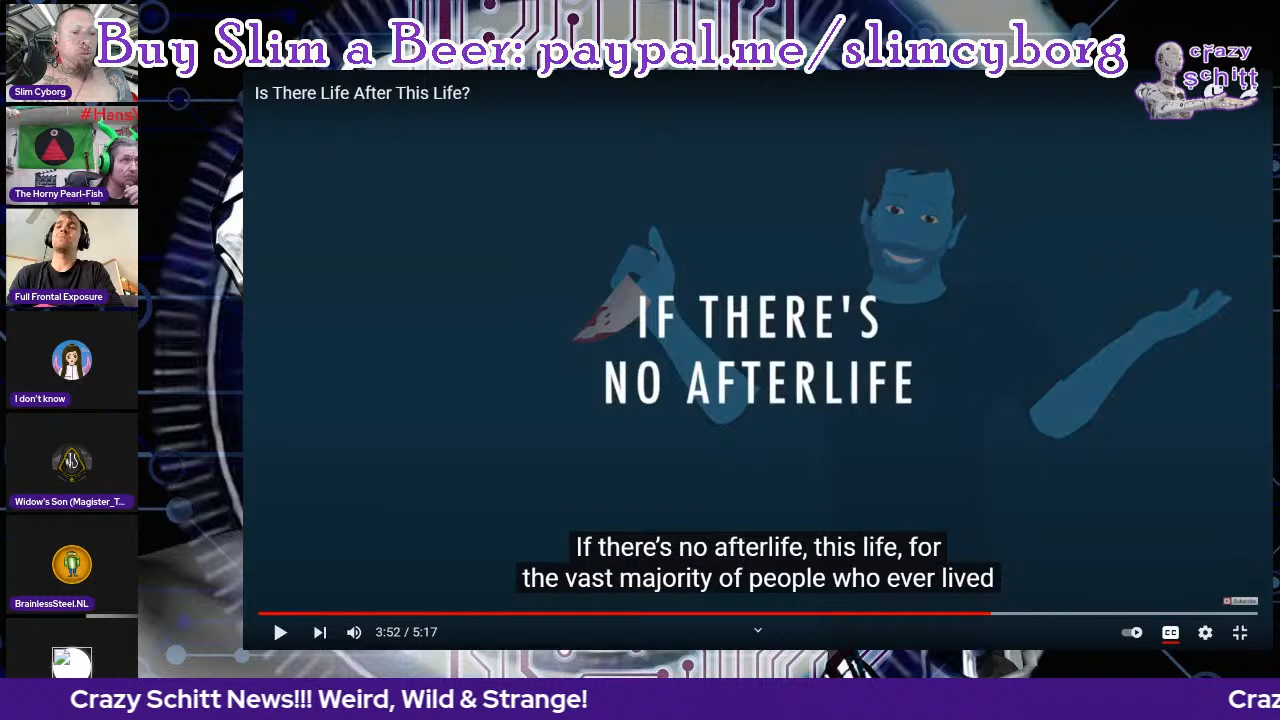 Buy Slim a Beer: paypal.me/slimcyborg
crazy
schitt
Slim Cyborg
#Hans
The Horny Pearl-Fish
Full Frontal Exposure
I don't know
Widow's Son (Magister_T...
BrainlessSteel.NL
Is There Life After This Life?
IF THERE'S
NO AFTERLIFE
If there's no afterlife, this life, for
the vast majority of people who ever lived
Subscribe
3:52 / 5:17
CC
Crazy Schitt News!!! Weird, Wild & Strange!
Craz